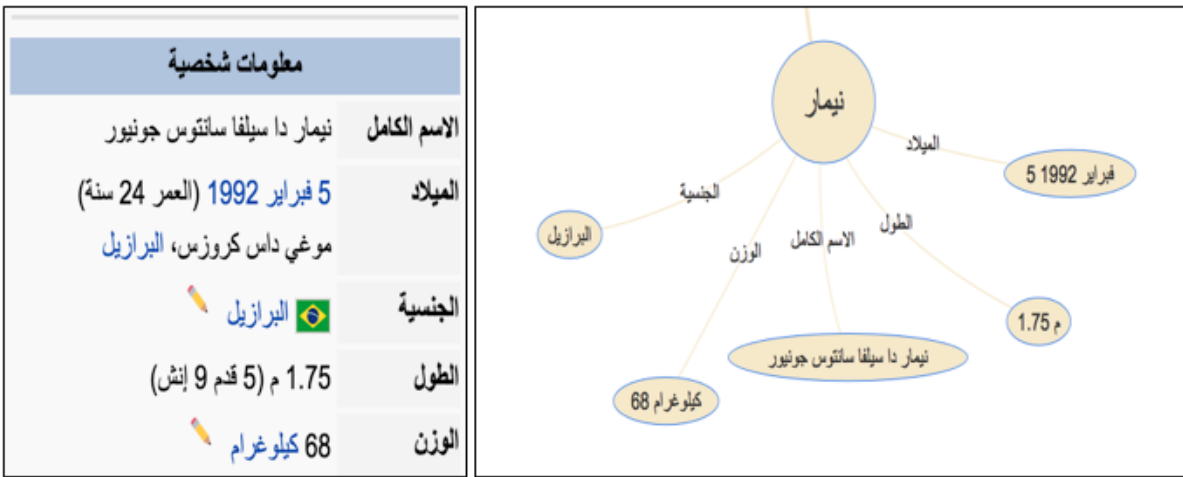 معلومات شخصية
الاسم الكامل نيمار دا سيلفا سانتوس جونيور
الميلاد 5 فبراير 1992 (العمر 24 سنة)
موغي داس كروزس، البرازيل
الجنسية البرازيل
الطول 1.75 م (5 قدم 9 إنش)
الوزن 68 كيلوغرام
نيمار
الميلاد
5 فبراير 1992
الجنسية
البرازيل
الطول
1.75 م
الاسم الكامل
نيمار دا سيلفا سانتوس جونيور
الوزن
68 كيلوغرام